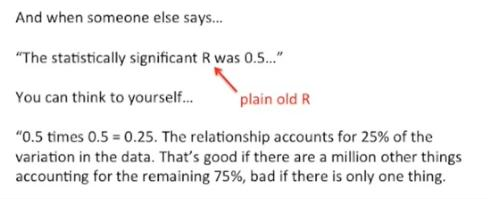 And when someone else says...
“The statistically significant R was 0.5...”
You can think to yourself...
plain old R
“0.5 times 0.5 = 0.25. The relationship accounts for 25% of the
variation in the data. That’s good if there are a million other things
accounting for the remaining 75%, bad if there is only one thing.